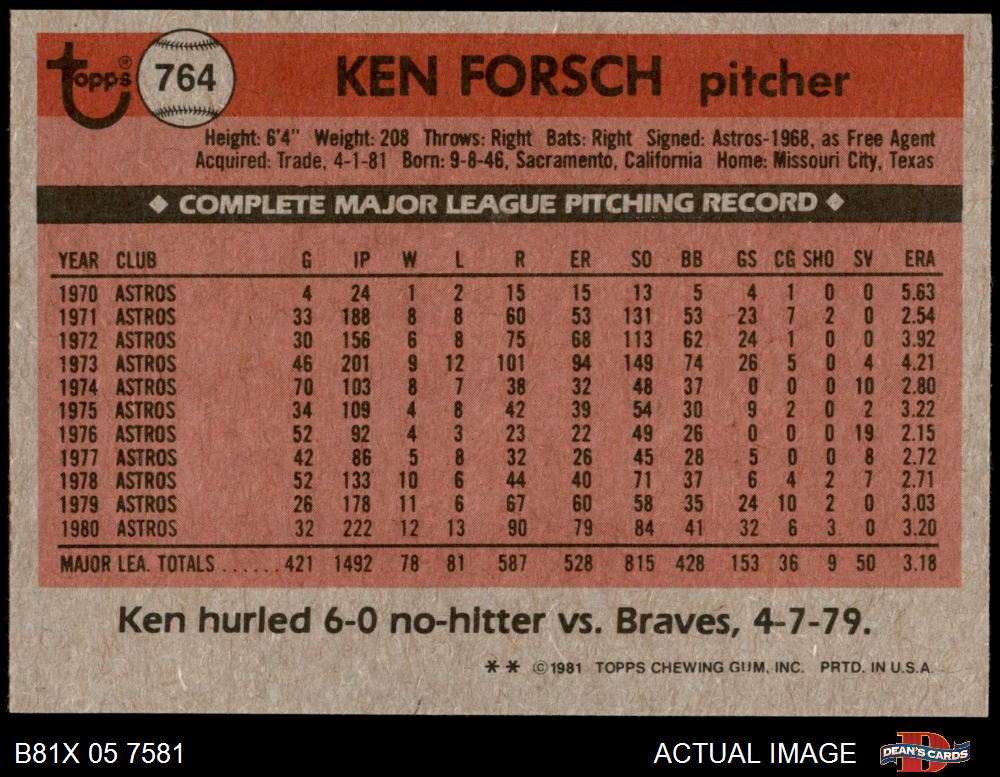 topps® 764 KEN FORSCH pitcher
Height: 6'4" Weight: 208 Throws: Right Bats: Right Signed: Astros-1968, as Free Agent
Acquired: Trade, 4-1-81 Born: 9-8-46, Sacramento, California Home: Missouri City, Texas
◆ COMPLETE MAJOR LEAGUE PITCHING RECORD ◆
YEAR CLUB G IP W L R ER SO BB GS CG SHO SV ERA
1970 ASTROS 4 24 1 2 15 15 13 5 4 1 0 0 5.63
1971 ASTROS 33 188 8 8 60 53 131 53 23 7 2 0 2.54
1972 ASTROS 30 156 6 8 75 68 113 62 24 1 0 0 3.92
1973 ASTROS 46 201 9 12 101 94 149 74 26 5 0 4 4.21
1974 ASTROS 70 103 8 7 38 32 48 37 0 0 0 10 2.80
1975 ASTROS 34 109 4 8 42 39 54 30 9 2 0 2 3.22
1976 ASTROS 52 92 4 3 23 22 49 26 0 0 0 19 2.15
1977 ASTROS 42 86 5 8 32 26 45 28 5 0 0 8 2.72
1978 ASTROS 52 133 10 6 44 40 71 37 6 4 2 7 2.71
1979 ASTROS 26 178 11 6 67 60 58 35 24 10 2 0 3.03
1980 ASTROS 32 222 12 13 90 79 84 41 32 6 3 0 3.20
MAJOR LEA. TOTALS ...... 421 1492 78 81 587 528 815 428 153 36 9 50 3.18
Ken hurled 6-0 no-hitter vs. Braves, 4-7-79.
** ©1981 TOPPS CHEWING GUM, INC. PRTD. IN U.S.A.
B81X 05 7581 ACTUAL IMAGE D DEAN'S CARDS